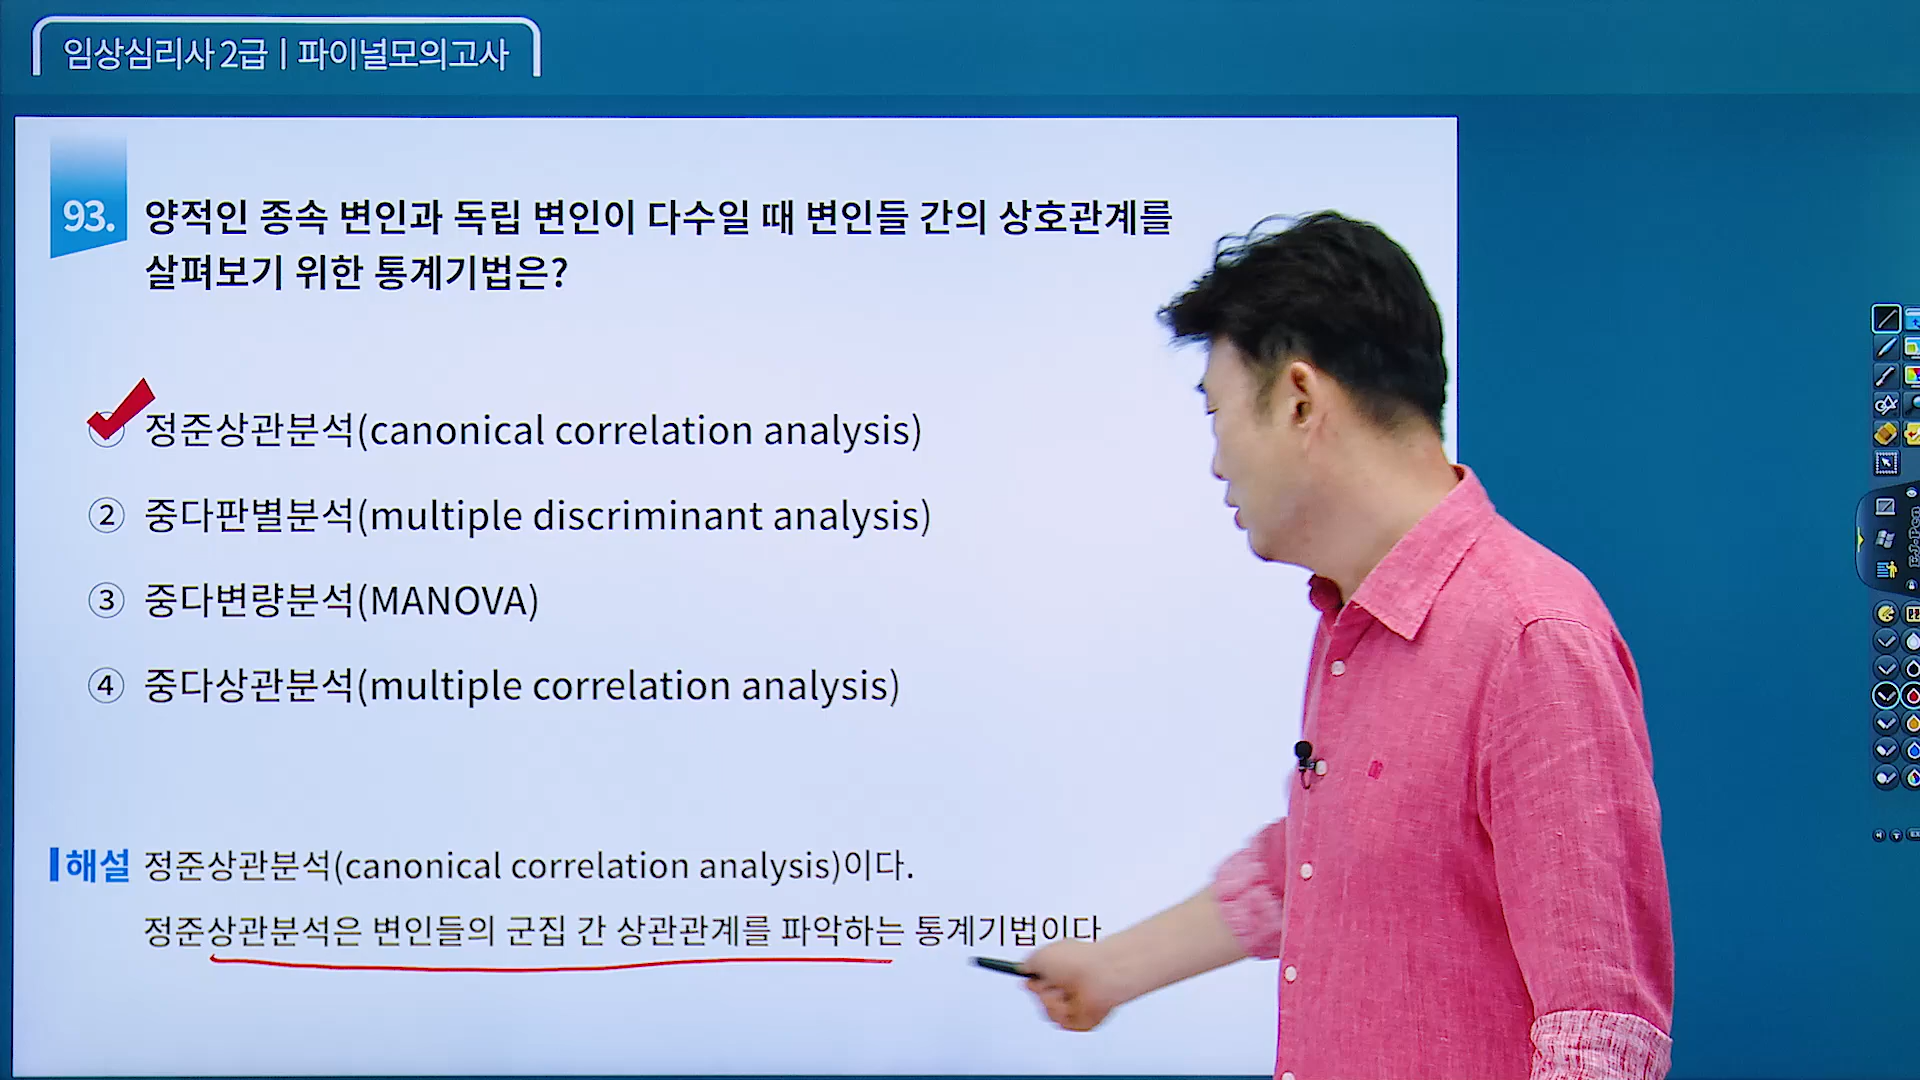 임상심리사 2급 | 파이널모의고사
93. 양적인 종속 변인과 독립 변인이 다수일 때 변인들 간의 상호관계를
살펴보기 위한 통계기법은?
정준상관분석(canonical correlation analysis)
② 중다판별분석(multiple discriminant analysis)
③ 중다변량분석(MANOVA)
④ 중다상관분석(multiple correlation analysis)
해설 정준상관분석(canonical correlation analysis)이다.
정준상관분석은 변인들의 군집 간 상관관계를 파악하는 통계기법이다